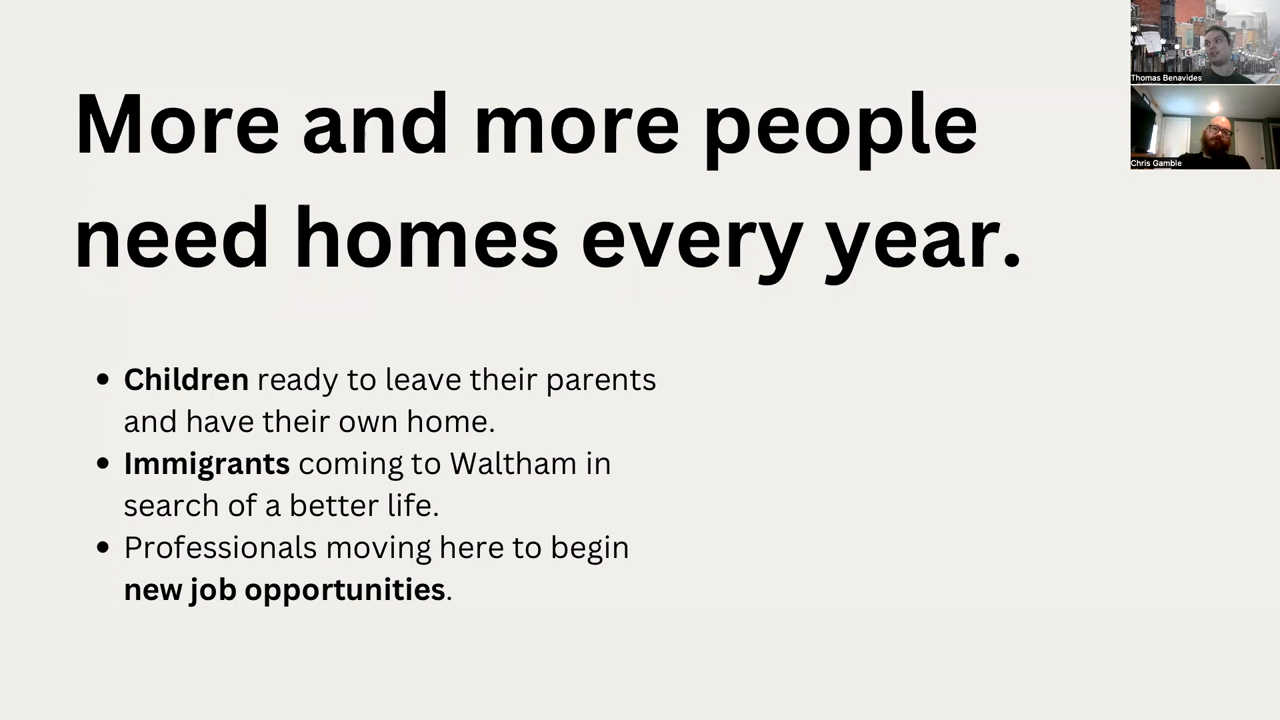 More and more people
need homes every year.
• Children ready to leave their parents
and have their own home.
• Immigrants coming to Waltham in
search of a better life.
• Professionals moving here to begin
new job opportunities.
Thomas Benavides
Chris Gamble